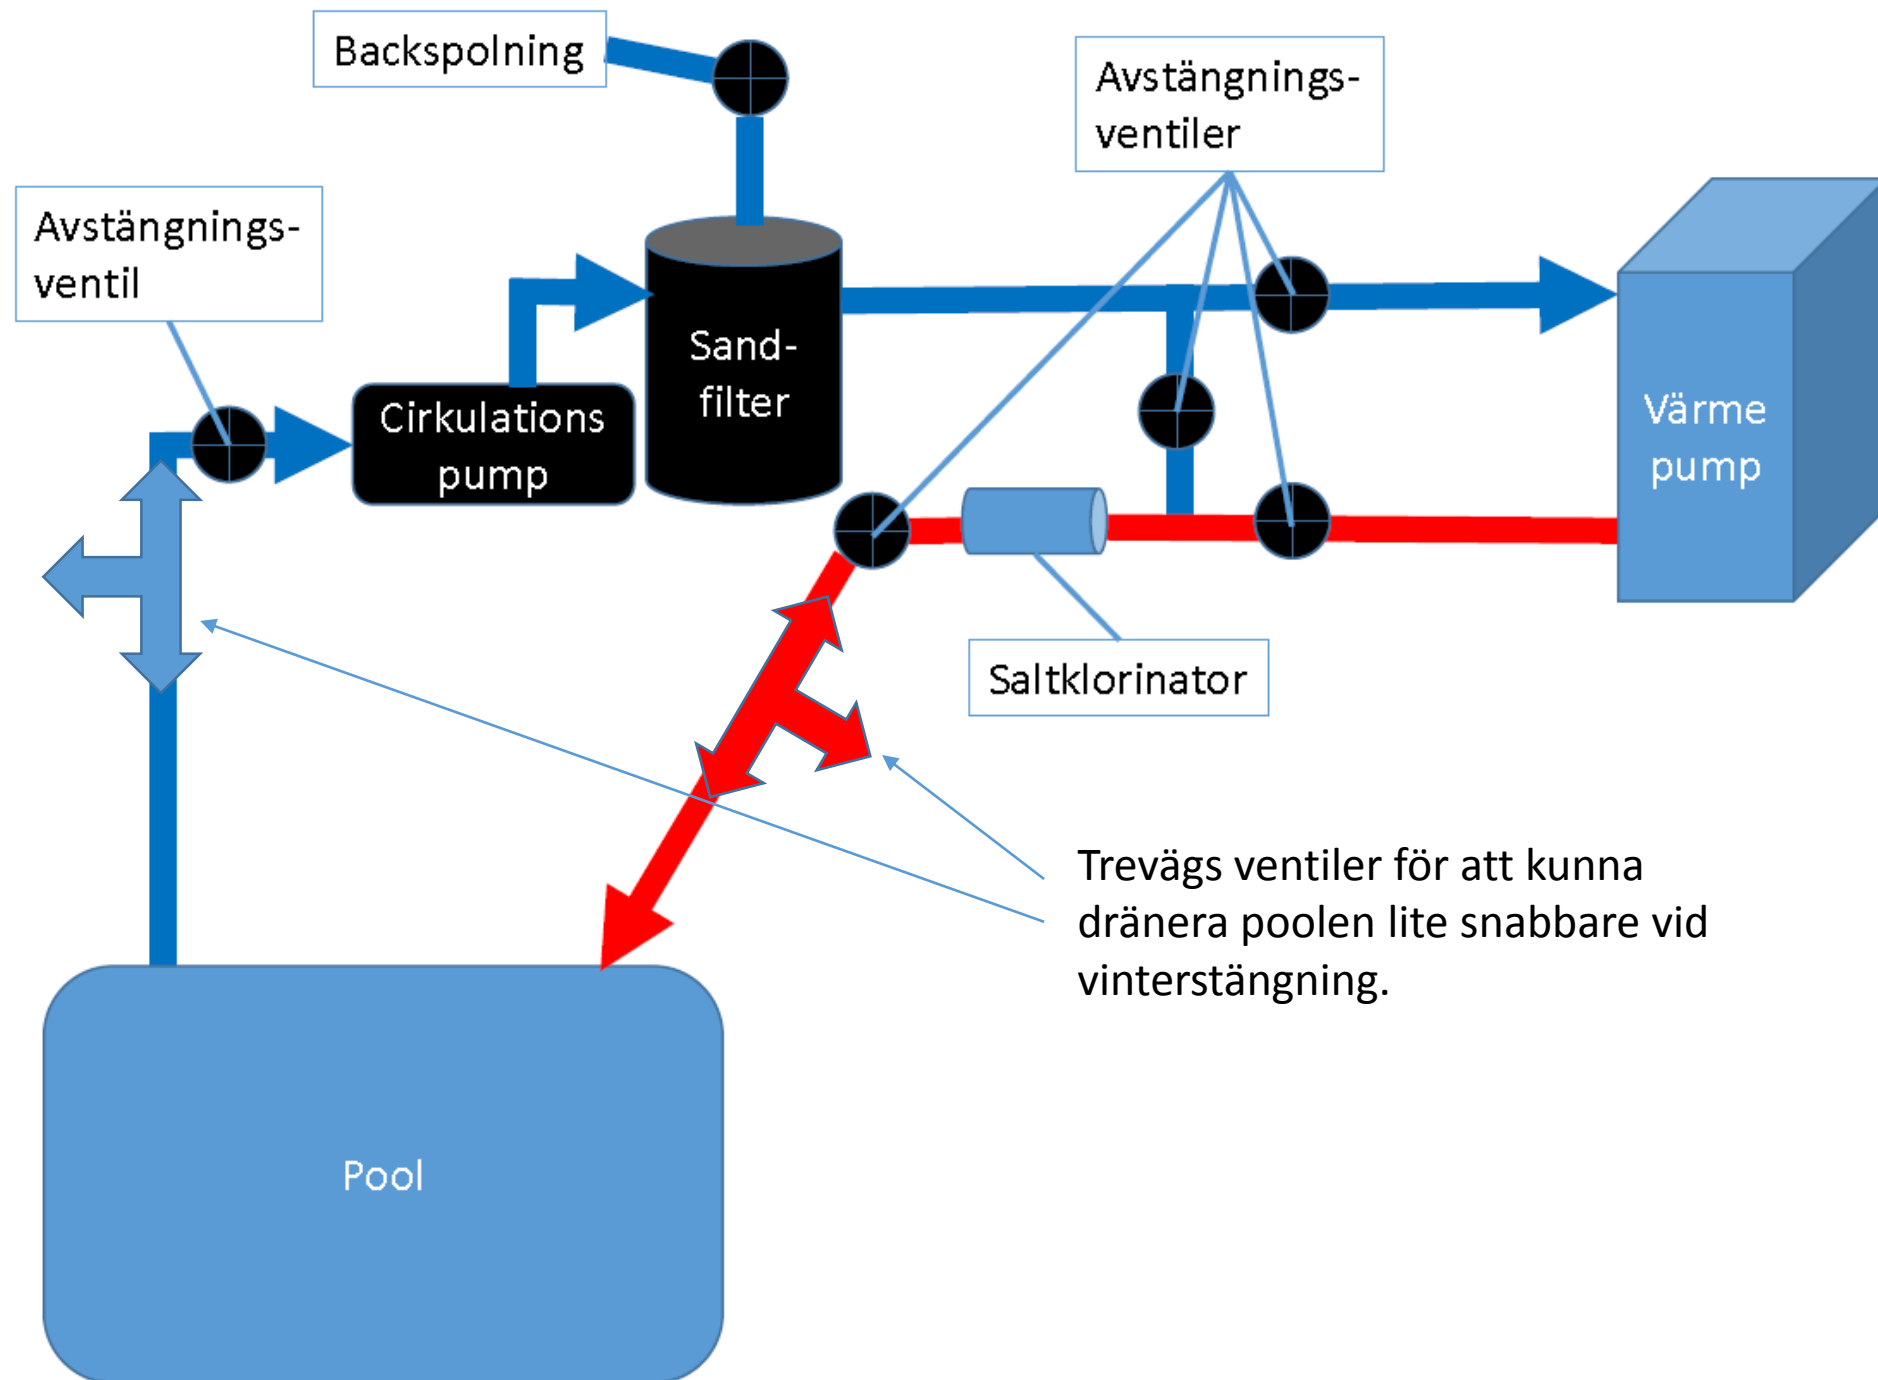 Backspolning
Avstängnings-
ventiler
Avstängnings-
ventil
Sand-
filter
Cirkulations
pump
Värme
pump
Saltklorinator
Trevägs ventiler för att kunna
dränera poolen lite snabbare vid
vinterstängning.
Pool